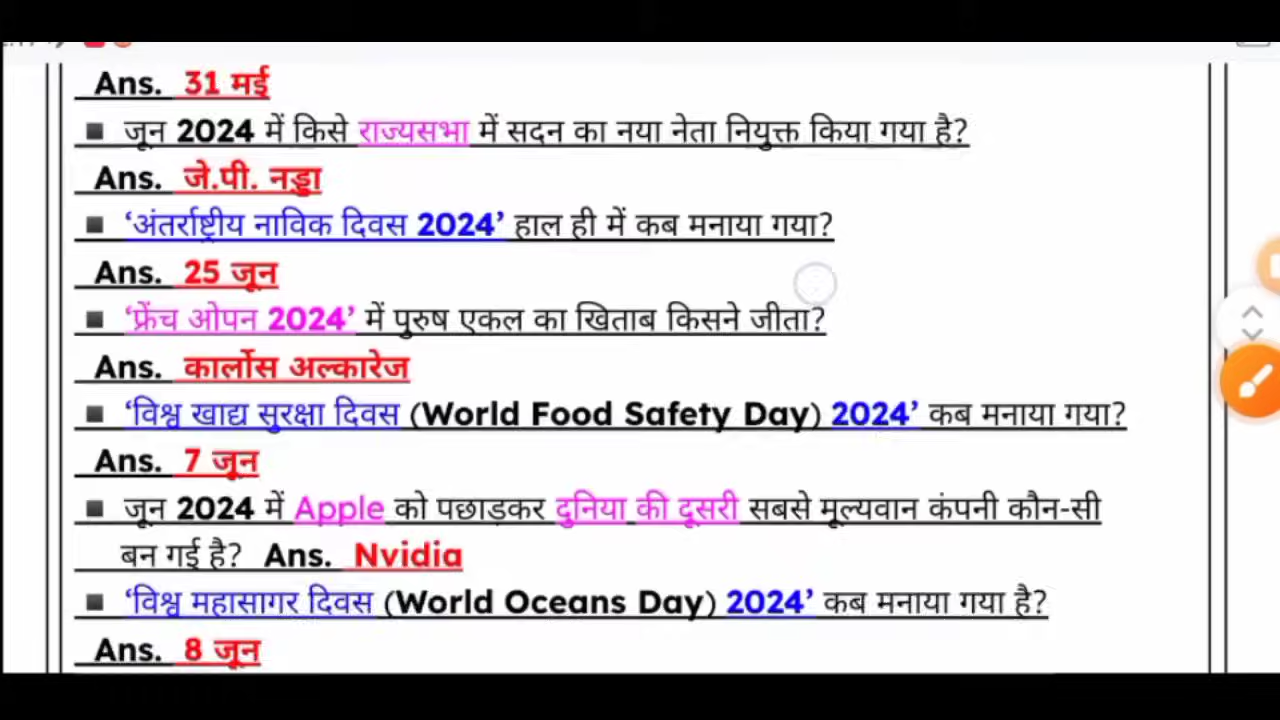 Ans. 31 मई
▪ जून 2024 में किसे राज्यसभा में सदन का नया नेता नियुक्त किया गया है?
Ans. जे.पी. नड्डा
▪ ‘अंतर्राष्ट्रीय नाविक दिवस 2024’ हाल ही में कब मनाया गया?
Ans. 25 जून
▪ ‘फ्रेंच ओपन 2024’ में पुरुष एकल का खिताब किसने जीता?
Ans. कार्लोस अल्कारेज
▪ ‘विश्व खाद्य सुरक्षा दिवस (World Food Safety Day) 2024’ कब मनाया गया?
Ans. 7 जून
▪ जून 2024 में Apple को पछाड़कर दुनिया की दूसरी सबसे मूल्यवान कंपनी कौन-सी
बन गई है? Ans. Nvidia
▪ ‘विश्व महासागर दिवस (World Oceans Day) 2024’ कब मनाया गया है?
Ans. 8 जून